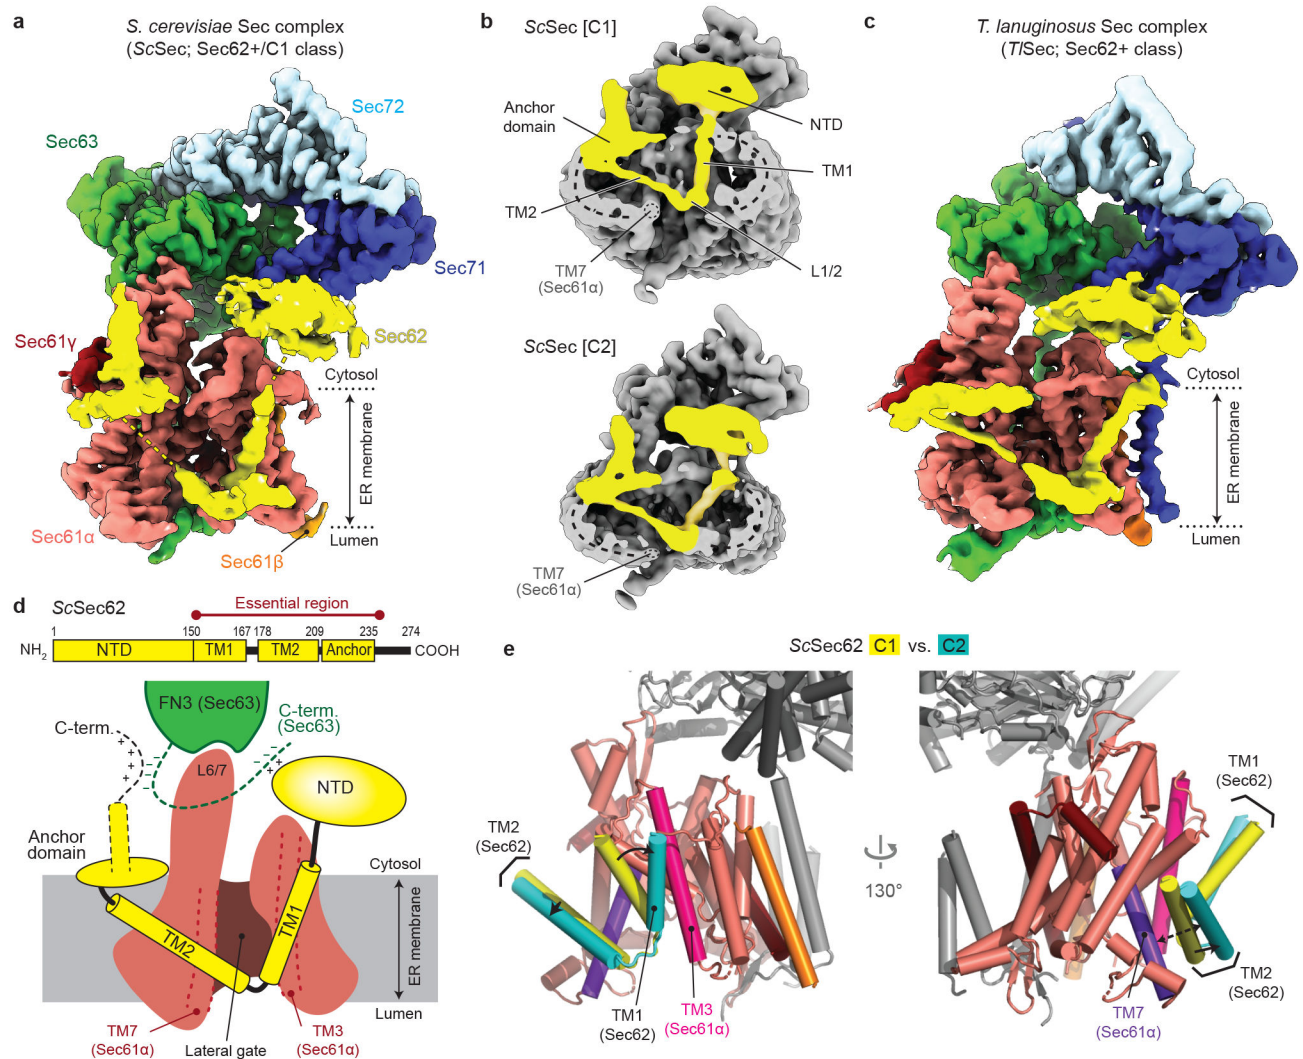 a
S. cerevisiae Sec complex
(ScSec; Sec62+/C1 class)
Sec72
Sec63
Sec71
Sec62
Sec61γ
Cytosol
ER membrane
Lumen
Sec61α
Sec61β
b
ScSec [C1]
Anchor
domain
NTD
TM1
TM2
TM7
(Sec61α)
L1/2
ScSec [C2]
TM7
(Sec61α)
c
T. lanuginosus Sec complex
(TlSec; Sec62+ class)
Cytosol
ER membrane
Lumen
d
ScSec62
Essential region
1 150 167 178 209 235 274
NH2 NTD TM1 TM2 Anchor COOH
FN3 (Sec63)
C-term.
(Sec63)
C-term.
+
+
+
+
−
−
−
−
−
−
−
+
+
L6/7
NTD
Anchor
domain
Cytosol
TM1
TM2
ER membrane
Lumen
TM7
(Sec61α)
Lateral gate
TM3
(Sec61α)
e
ScSec62 C1 vs. C2
TM2
(Sec62)
TM1
(Sec62)
TM3
(Sec61α)
130°
TM1
(Sec62)
TM2
(Sec62)
TM7
(Sec61α)